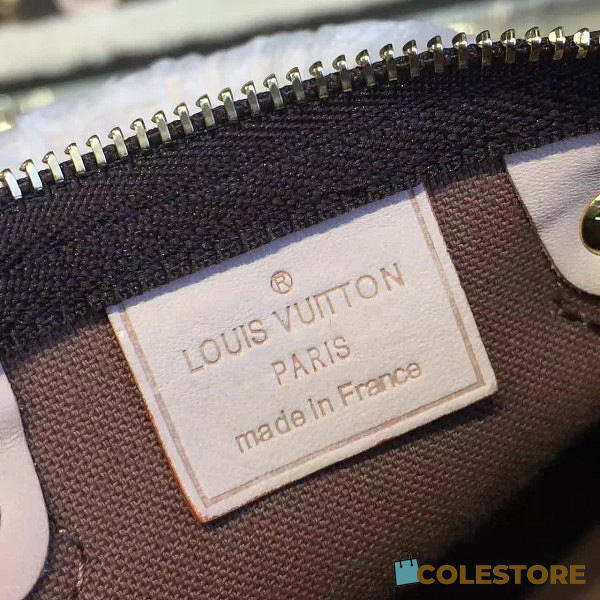 ®
LOUIS VUITTON
PARIS
made in France
COLESTORE